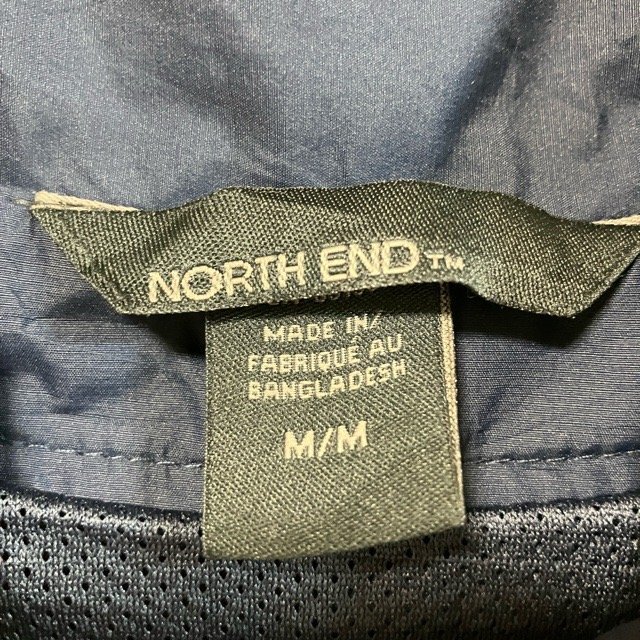 NORTH END™
MADE IN/
FABRIQUE AU
BANGLADESH
M/M